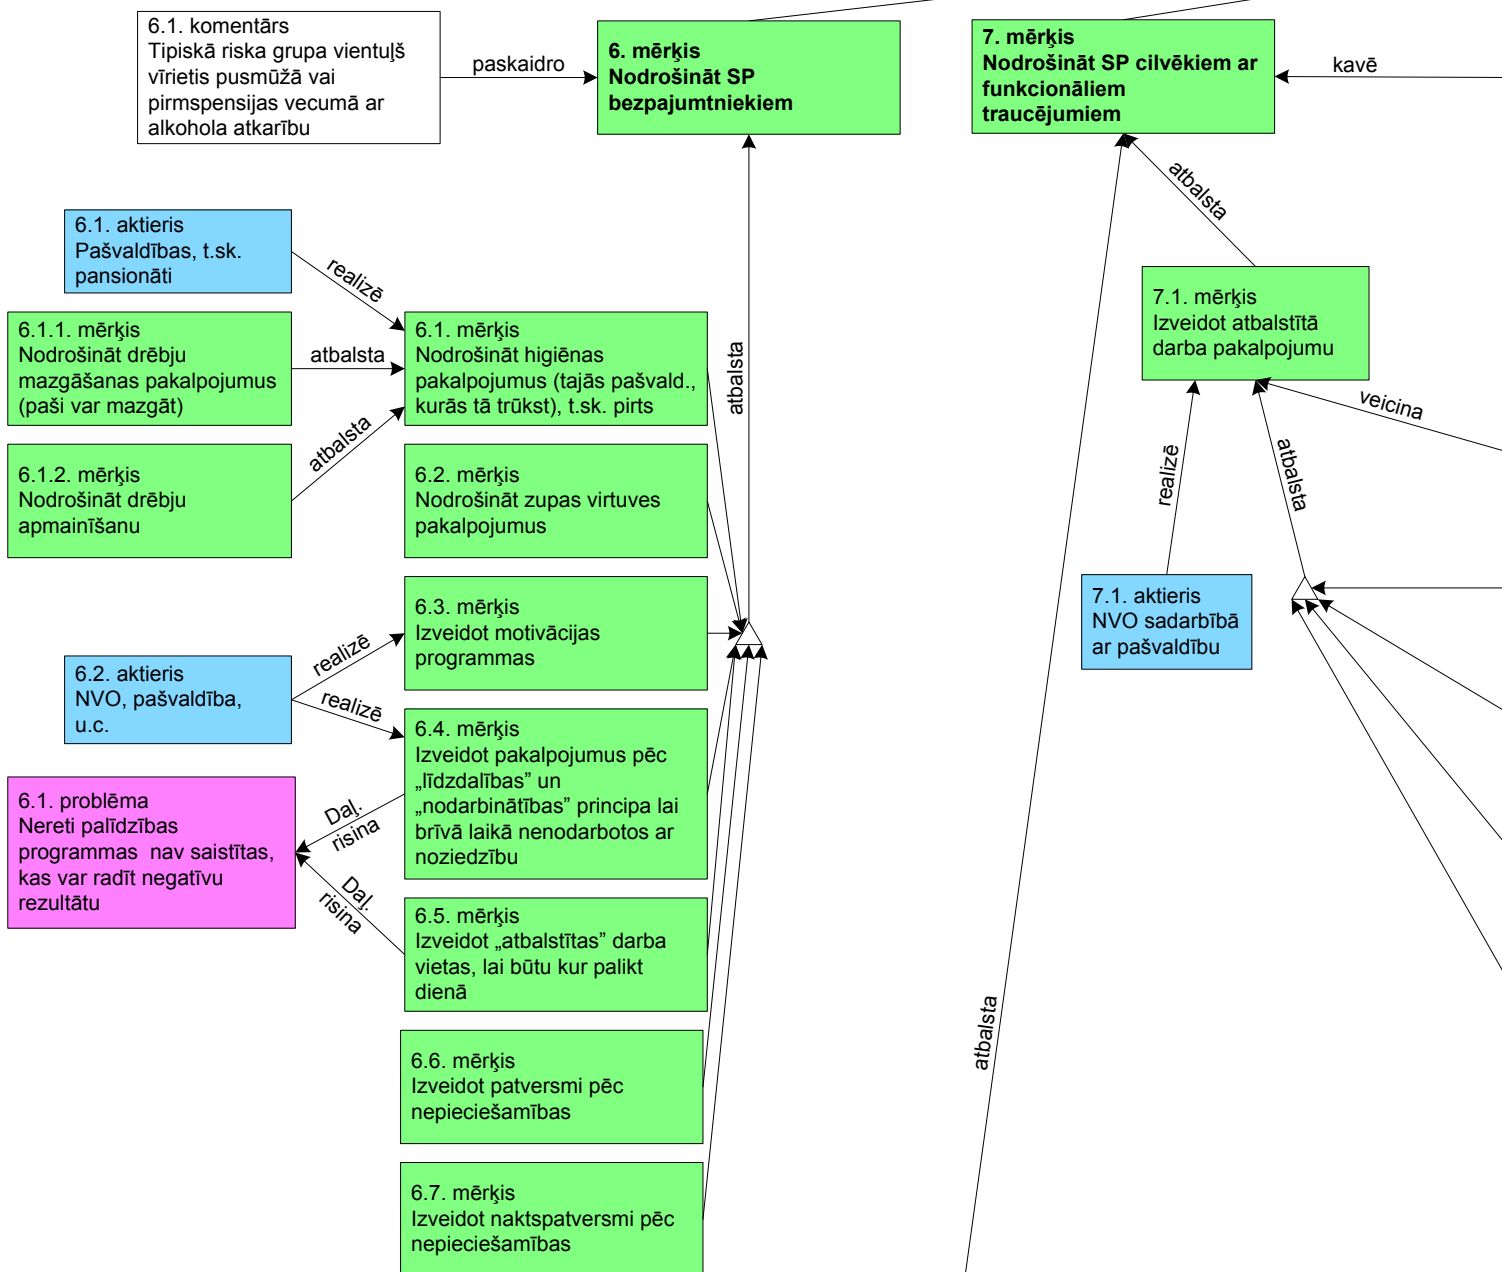 6.1. komentārs
Tipiskā riska grupa vientuļš
vīrietis pusmūžā vai
pirmspensijas vecumā ar
alkohola atkarību
paskaidro
6. mērķis
Nodrošināt SP
bezpajumtniekiem
7. mērķis
Nodrošināt SP cilvēkiem ar
funkcionāliem
traucējumiem
kavē
atbalsta
6.1. aktieris
Pašvaldības, t.sk.
pansionāti
realizē
6.1.1. mērķis
Nodrošināt drēbju
mazgāšanas pakalpojumus
(paši var mazgāt)
atbalsta
6.1. mērķis
Nodrošināt higiēnas
pakalpojumus (tajās pašvald.,
kurās tā trūkst), t.sk. pirts
atbalsta
7.1. mērķis
Izveidot atbalstītā
darba pakalpojumu
veicina
atbalsta
6.1.2. mērķis
Nodrošināt drēbju
apmainīšanu
6.2. mērķis
Nodrošināt zupas virtuves
pakalpojumus
realizē
atbalsta
6.3. mērķis
Izveidot motivācijas
programmas
7.1. aktieris
NVO sadarbībā
ar pašvaldību
realizē
6.2. aktieris
NVO, pašvaldība,
u.c.
realizē
6.4. mērķis
Izveidot pakalpojumus pēc
„līdzdalības” un
„nodarbinātības” principa lai
brīvā laikā nenodarbotos ar
noziedzību
6.1. problēma
Nereti palīdzības
programmas  nav saistītas,
kas var radīt negatīvu
rezultātu
Daļ.
risina
Daļ.
risina
6.5. mērķis
Izveidot „atbalstītas” darba
vietas, lai būtu kur palikt
dienā
atbalsta
6.6. mērķis
Izveidot patversmi pēc
nepieciešamības
6.7. mērķis
Izveidot naktspatversmi pēc
nepieciešamības